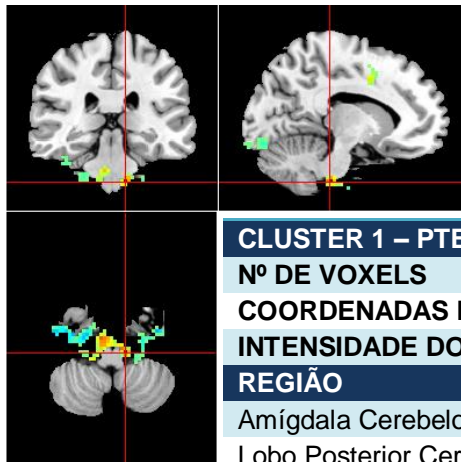 CLUSTER 1 – PTE
Nº DE VOXELS
COORDENADAS
INTENSIDADE DO
REGIÃO
Amígdala Cerebelo
Lobo Posterior Cer